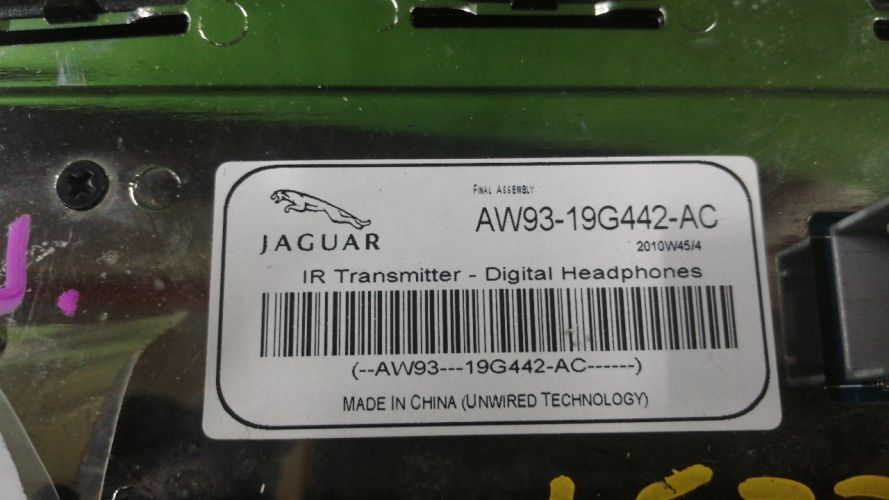 FINAL ASSEMBLY
AW93-19G442-AC
JAGUAR
2010W45/4
IR Transmitter - Digital Headphones
(--AW93---19G442-AC------)
MADE IN CHINA (UNWIRED TECHNOLOGY)